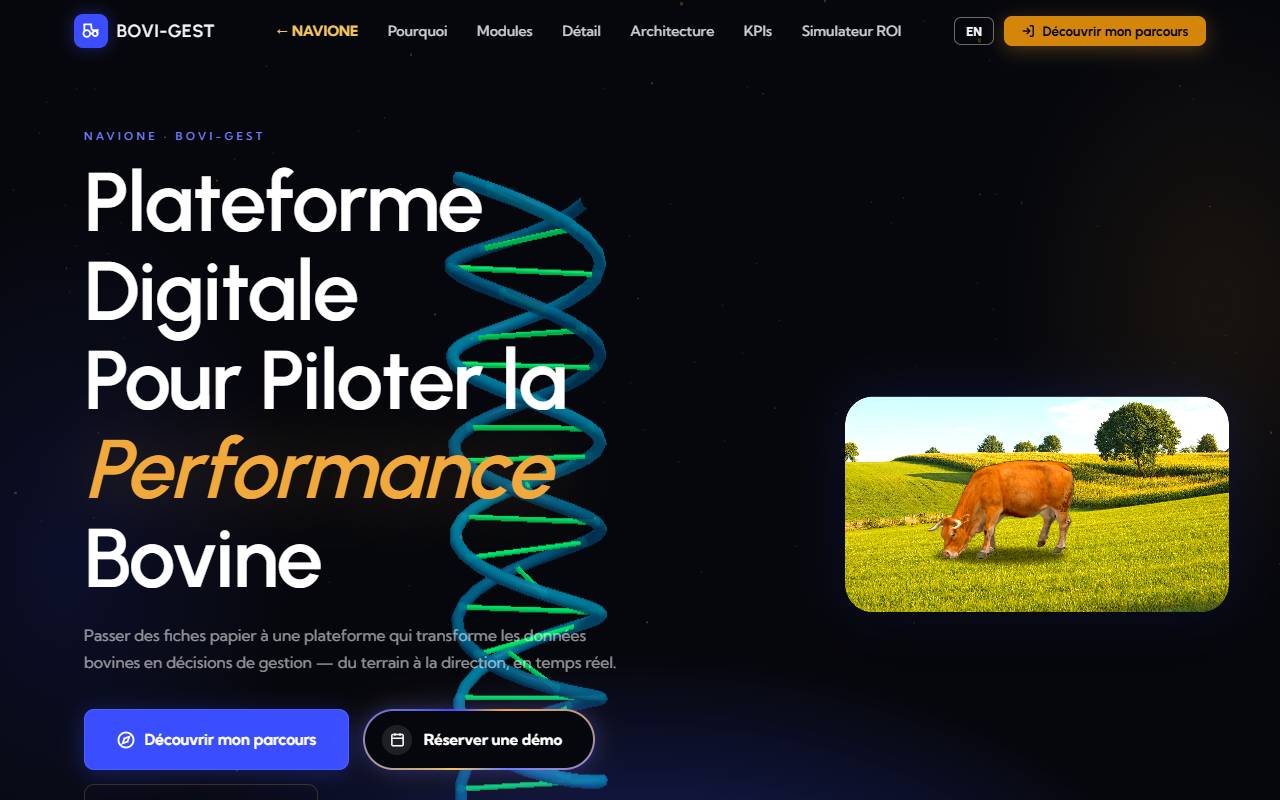 BOVI-GEST
← NAVIONE
Pourquoi
Modules
Détail
Architecture
KPIs
Simulateur ROI
EN
Découvrir mon parcours
NAVIONE · BOVI-GEST
Plateforme
Digitale
Pour Piloter la
Performance
Bovine
Passer des fiches papier à une plateforme qui transforme les données
bovines en décisions de gestion — du terrain à la direction, en temps réel.
Découvrir mon parcours
Réserver une démo